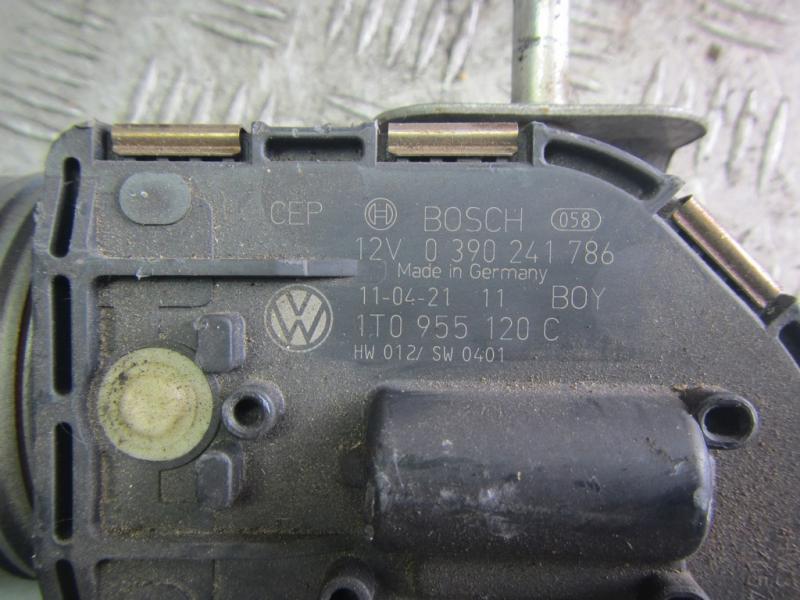 CEP BOSCH 058
12V 0 390 241 786
Made in Germany
11-04-21 11 BOY
1T0 955 120 C
HW 012/ SW 0401